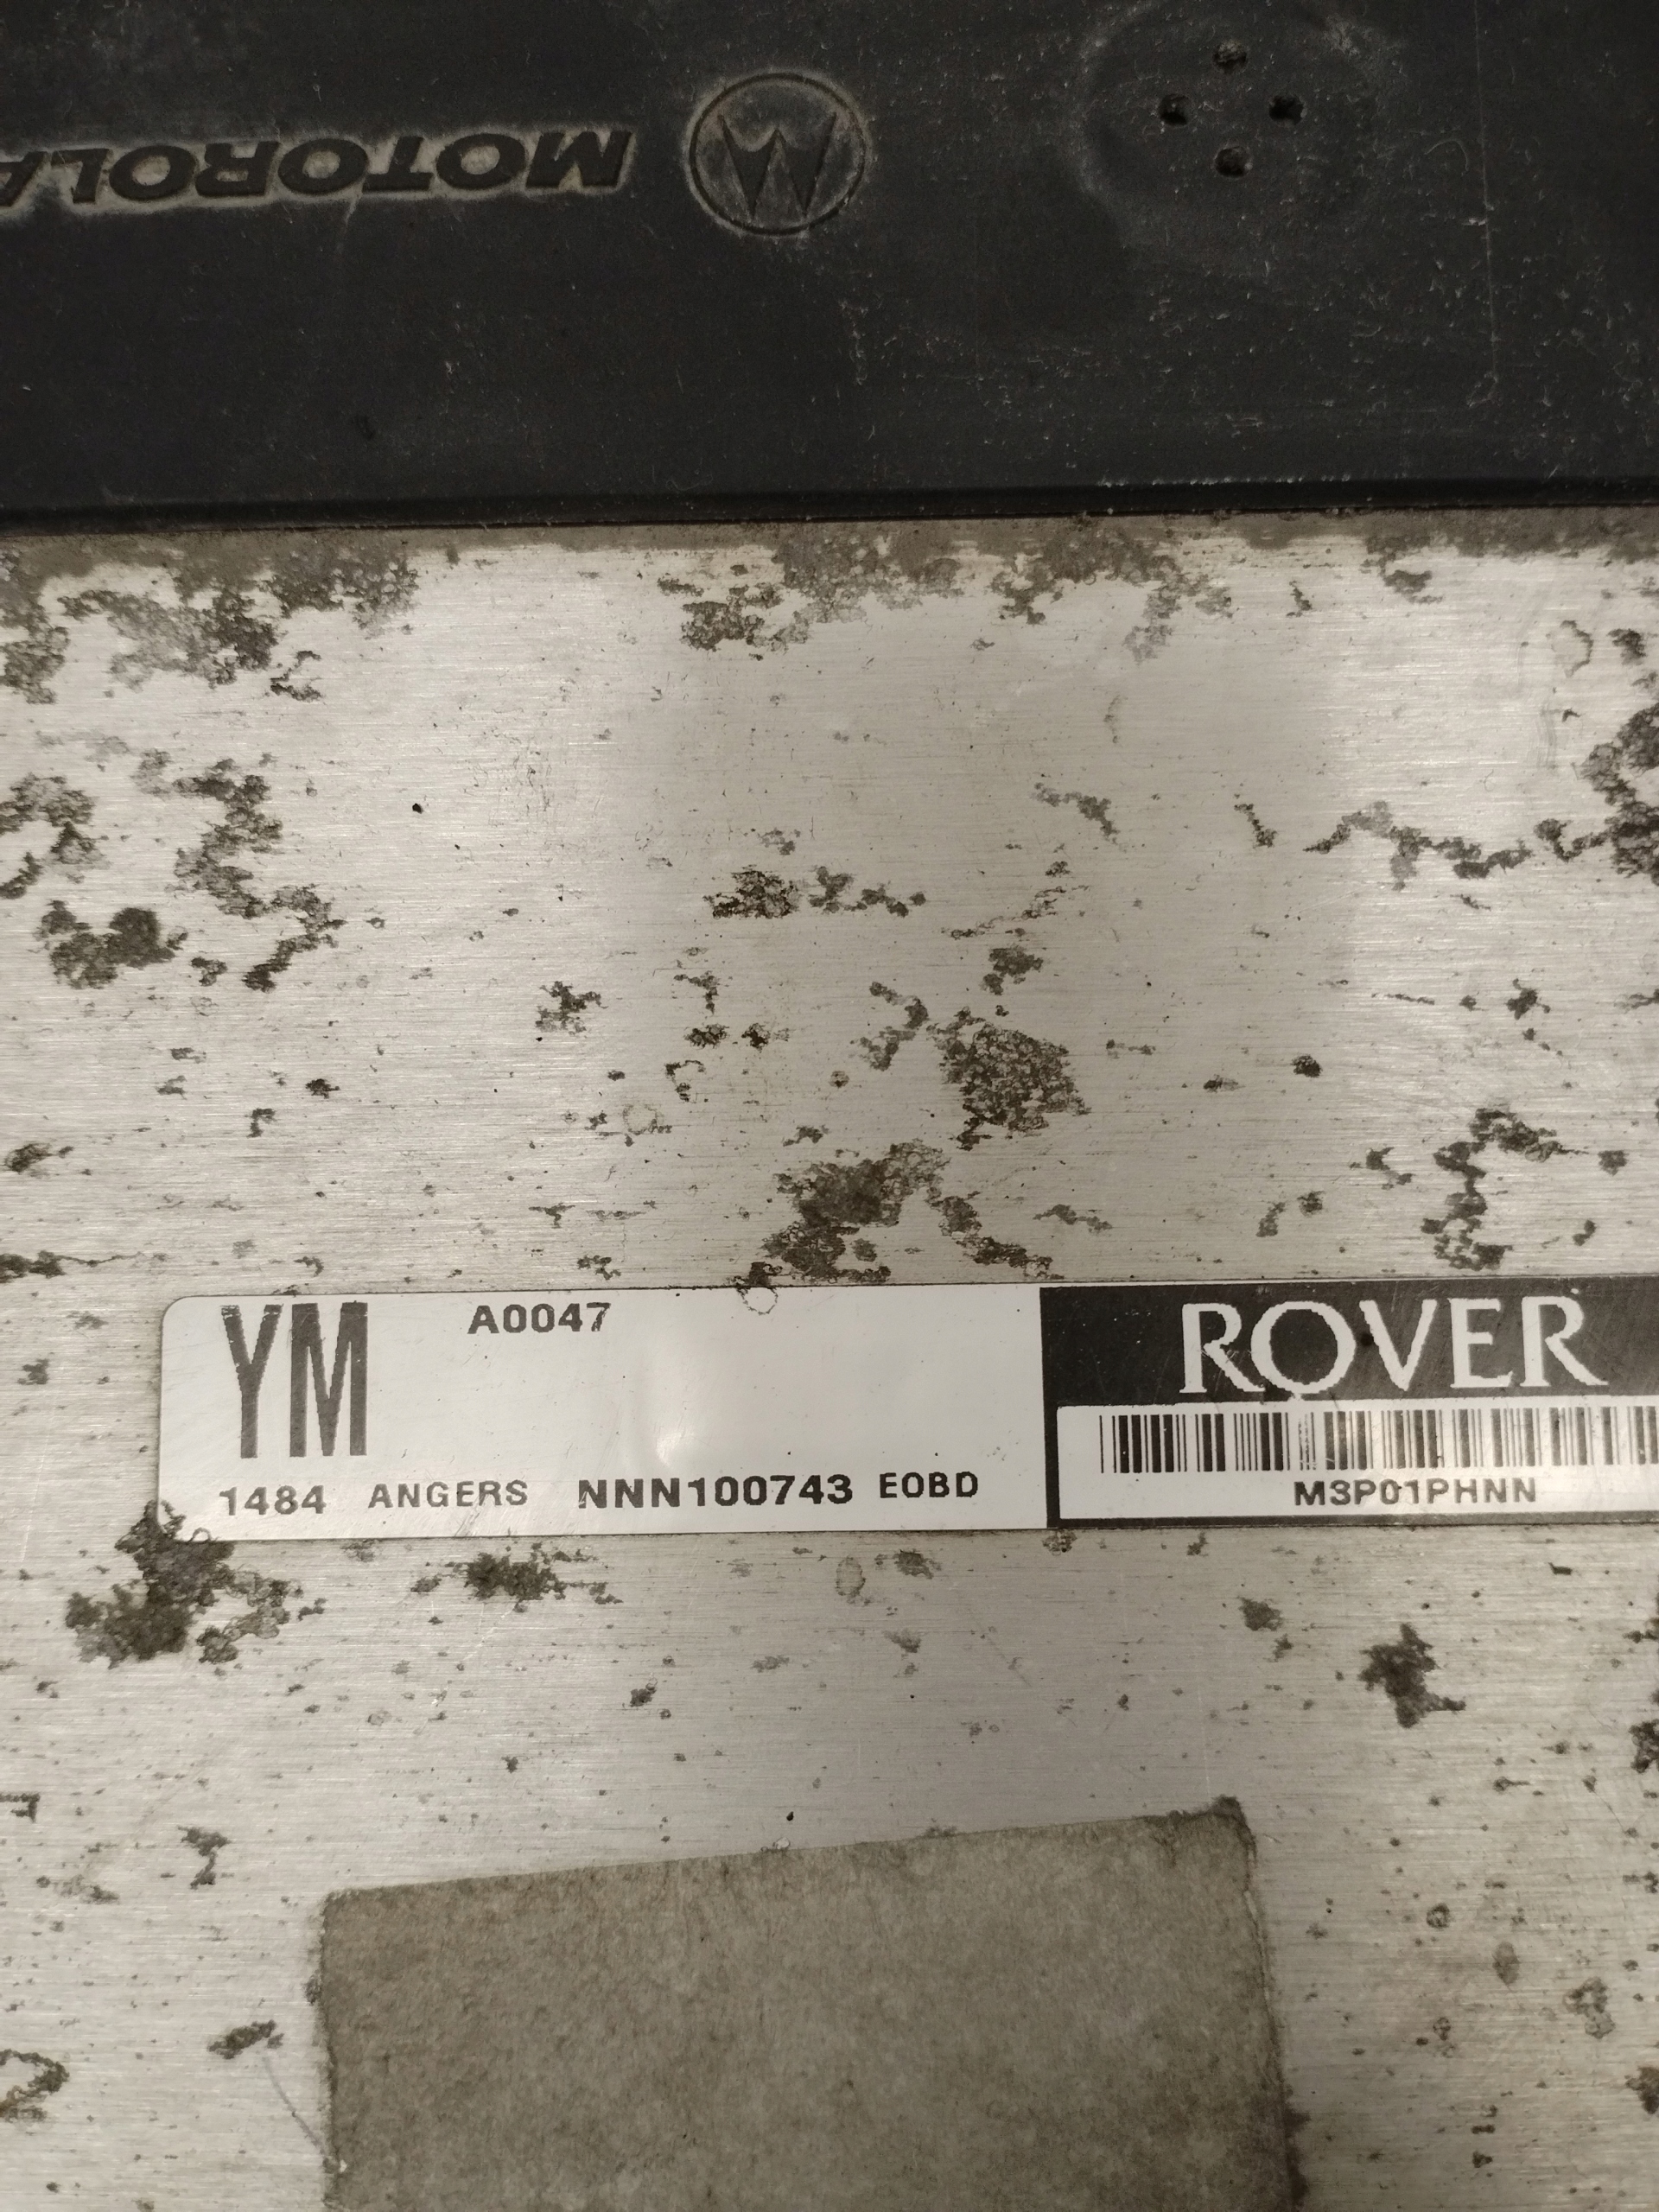 MOTOROLA
YM A0047
1484 ANGERS NNN100743 EOBD
ROVER
M3P01PHNN